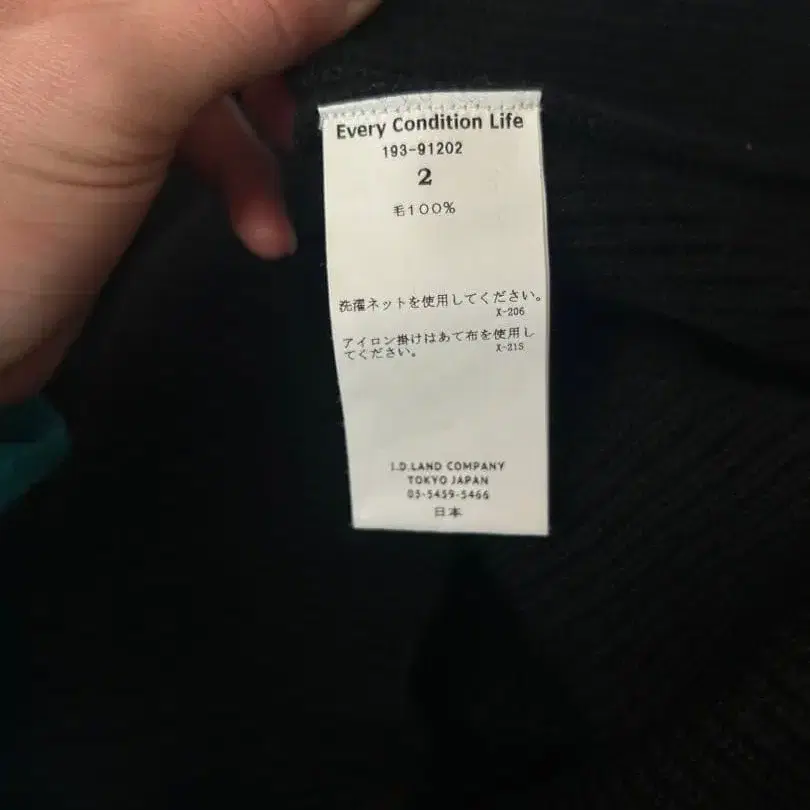 Every Condition Life
193-91202
2
毛100%
洗濯ネットを使用してください。
X-206
アイロン掛けはあて布を使用し
てください。
X-215
I.D.LAND COMPANY
TOKYO JAPAN
03-5459-5466
日本